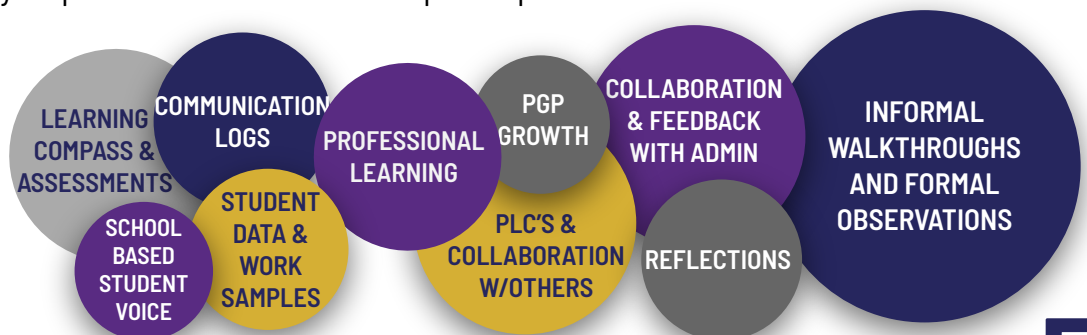 LEARNING
COMPASS &
ASSESSMENTS
COMMUNICATION
LOGS
SCHOOL
BASED
STUDENT
VOICE
STUDENT
DATA &
WORK
SAMPLES
PROFESSIONAL
LEARNING
PGP
GROWTH
PLC'S &
COLLABORATION
W/OTHERS
COLLABORATION
& FEEDBACK
WITH ADMIN
REFLECTIONS
INFORMAL
WALKTHROUGHS
AND FORMAL
OBSERVATIONS